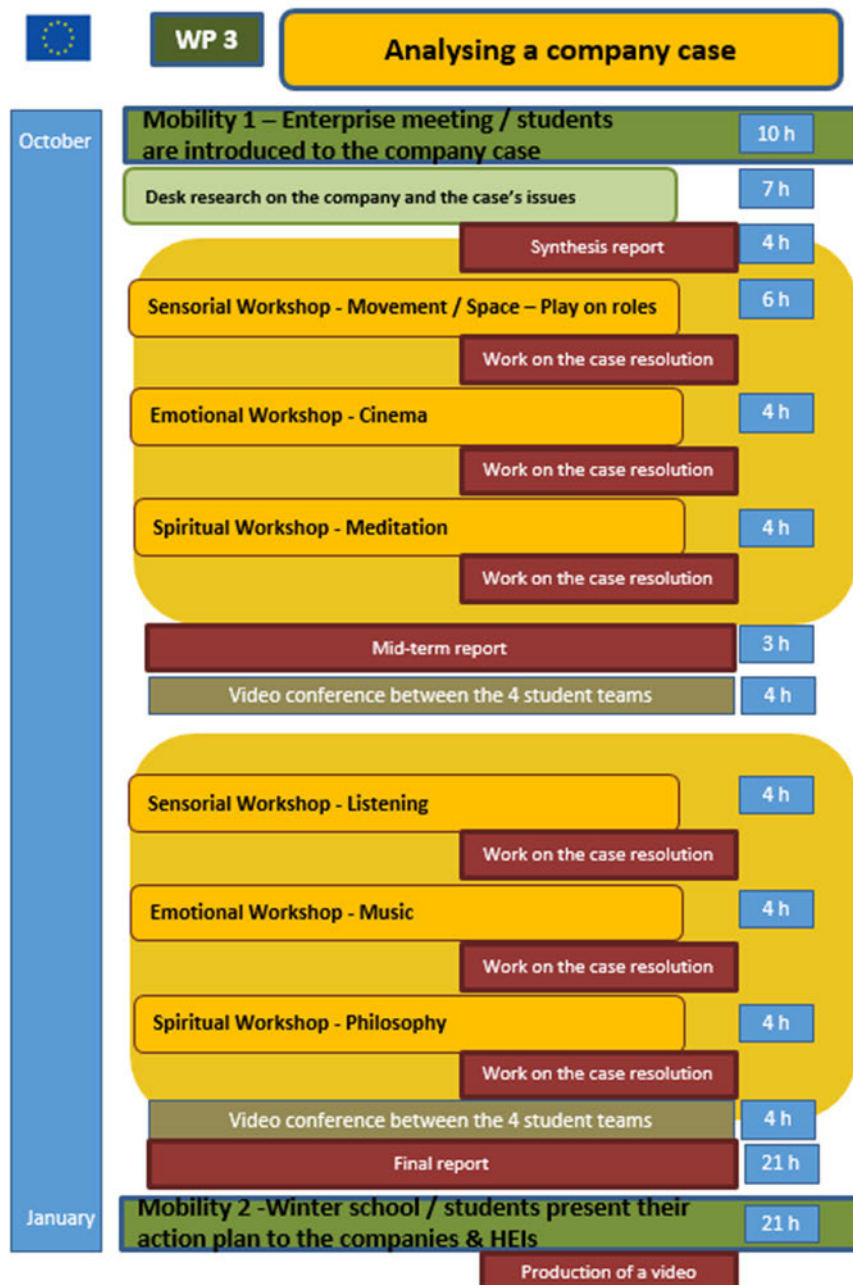 WP 3
Analysing a company case
October
Mobility 1 – Enterprise meeting / students
are introduced to the company case
10 h
Desk research on the company and the case's issues
7 h
Synthesis report
4 h
Sensorial Workshop - Movement / Space – Play on roles
6 h
Work on the case resolution
Emotional Workshop - Cinema
4 h
Work on the case resolution
Spiritual Workshop - Meditation
4 h
Work on the case resolution
Mid-term report
3 h
Video conference between the 4 student teams
4 h
Sensorial Workshop - Listening
4 h
Work on the case resolution
Emotional Workshop - Music
4 h
Work on the case resolution
Spiritual Workshop - Philosophy
4 h
Work on the case resolution
Video conference between the 4 student teams
4 h
Final report
21 h
January
Mobility 2 -Winter school / students present their
action plan to the companies & HEIs
21 h
Production of a video